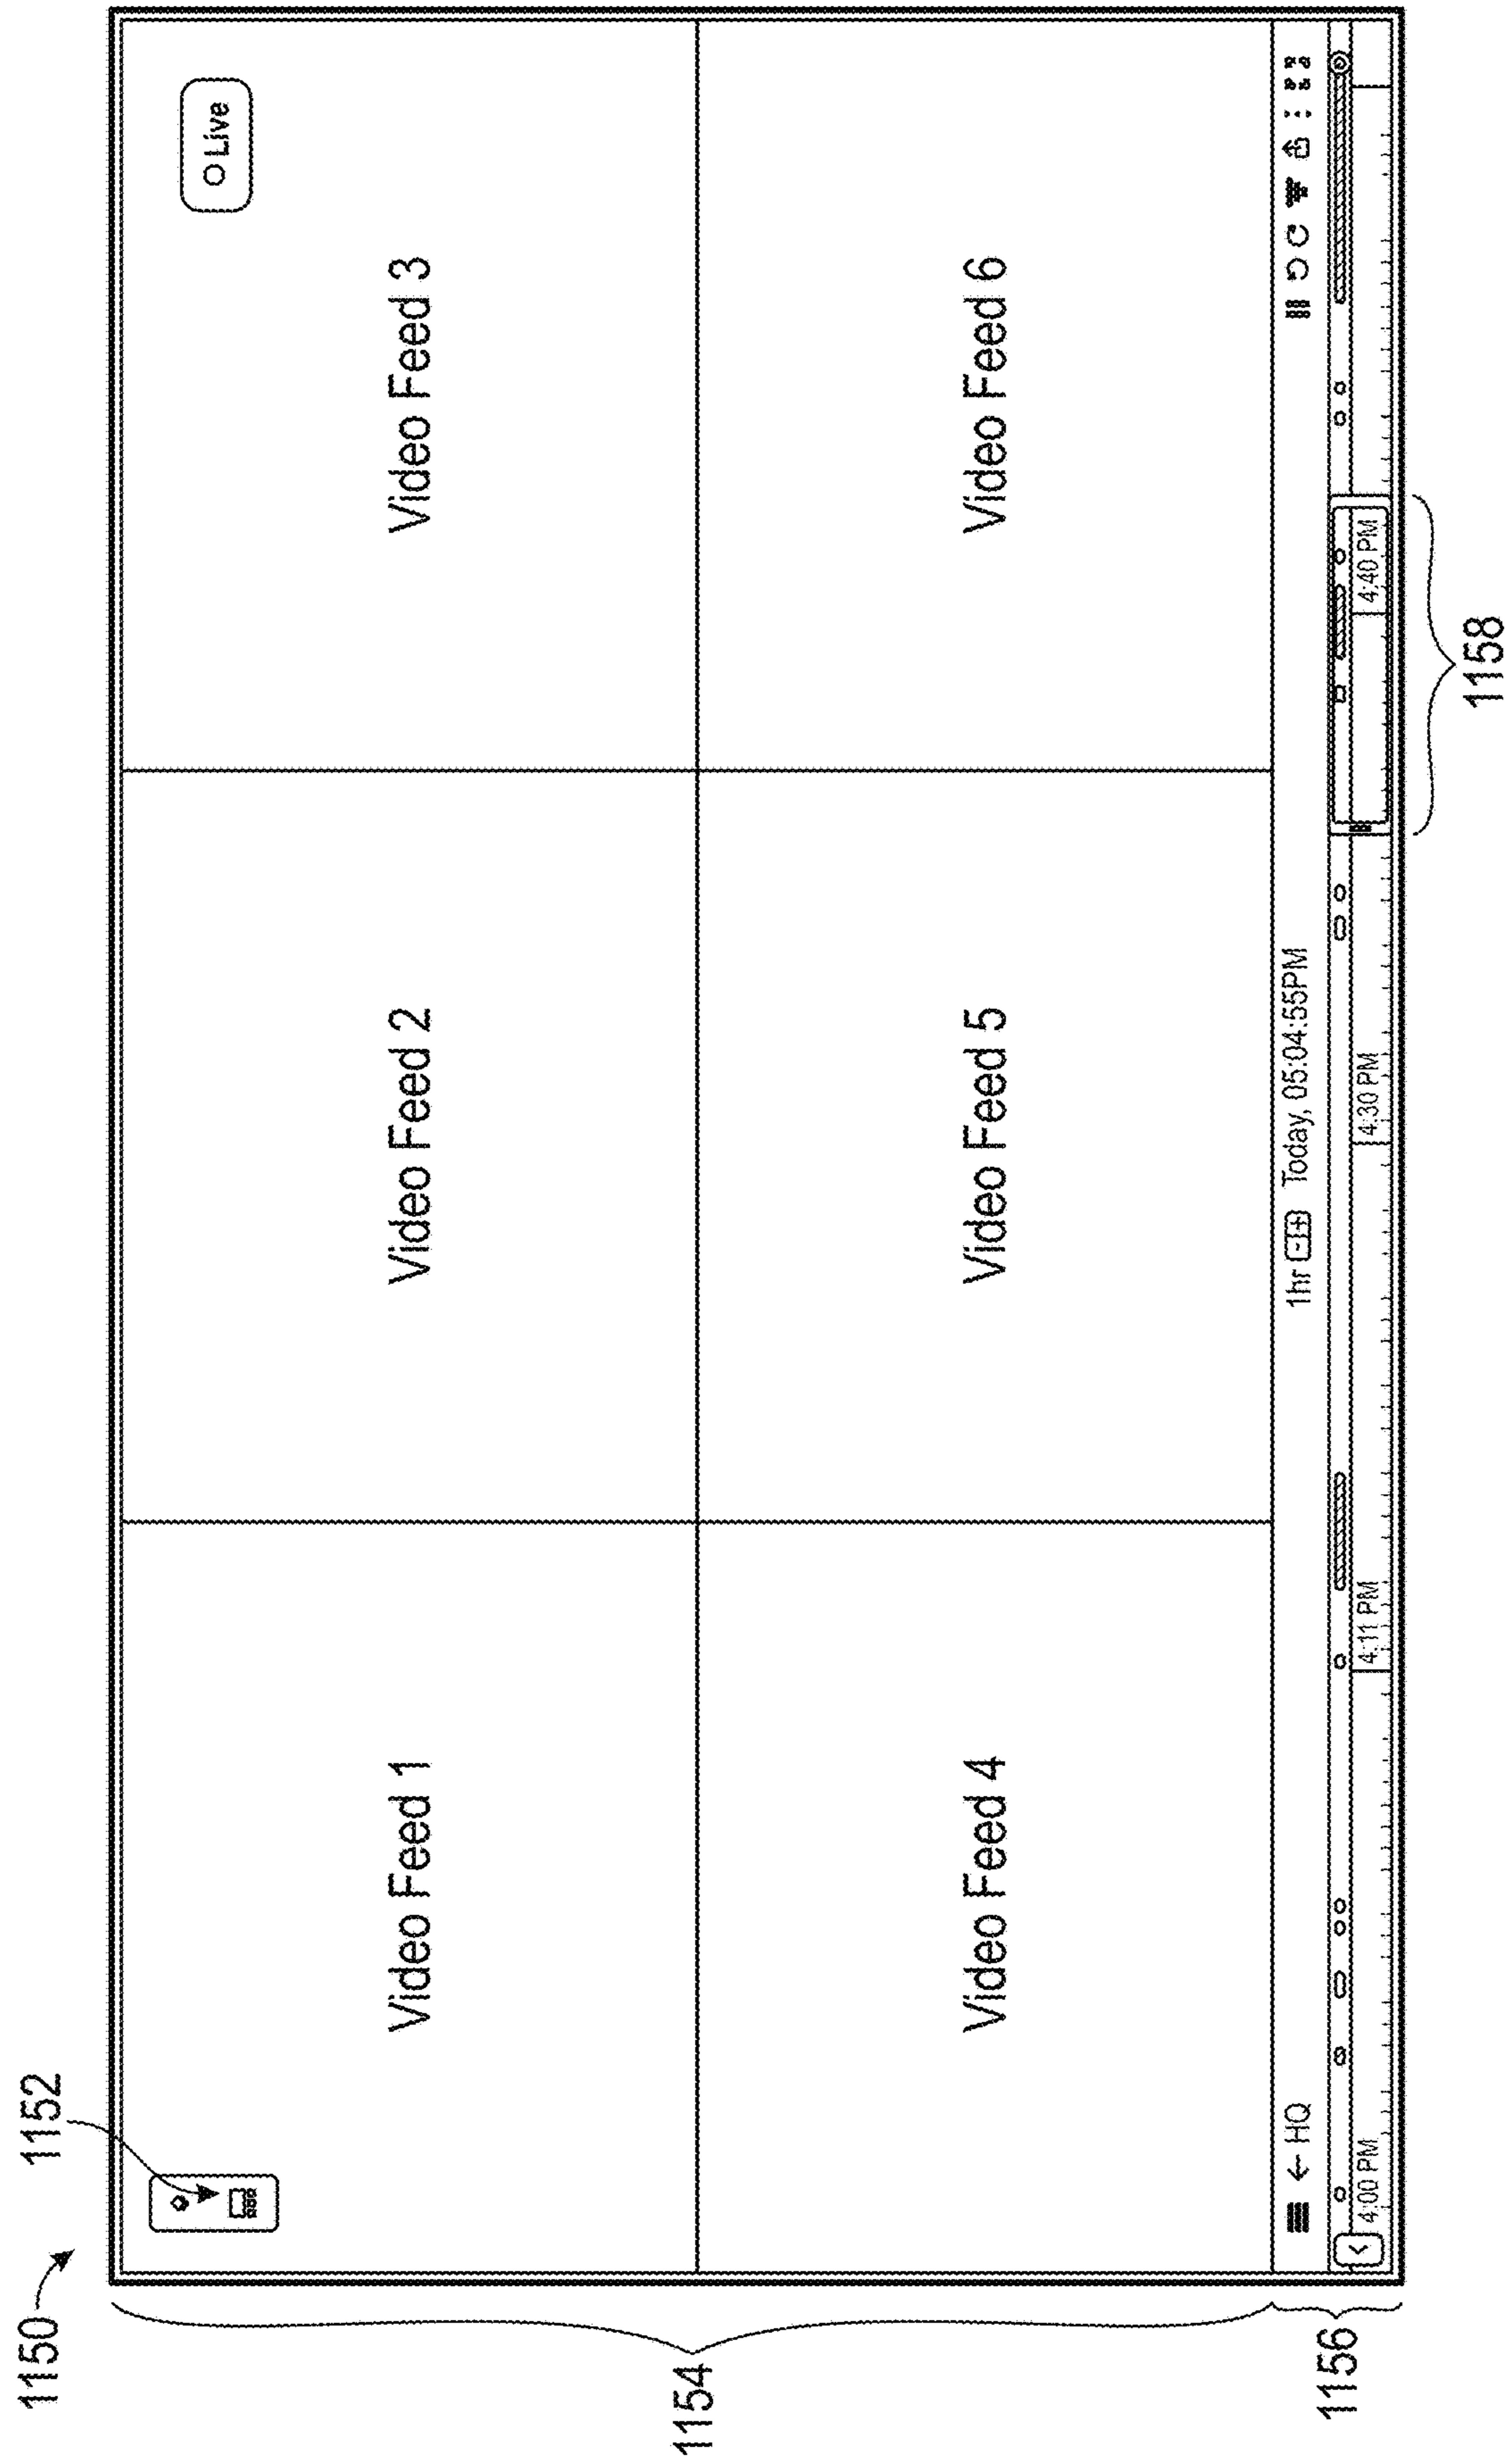 1150
1152
Live
Video Feed 1
Video Feed 2
Video Feed 3
Video Feed 4
Video Feed 5
Video Feed 6
1154
HQ
1hr - + Today, 05:04:55PM
4:00 PM
4:11 PM
4:30 PM
4:40 PM
1156
1158